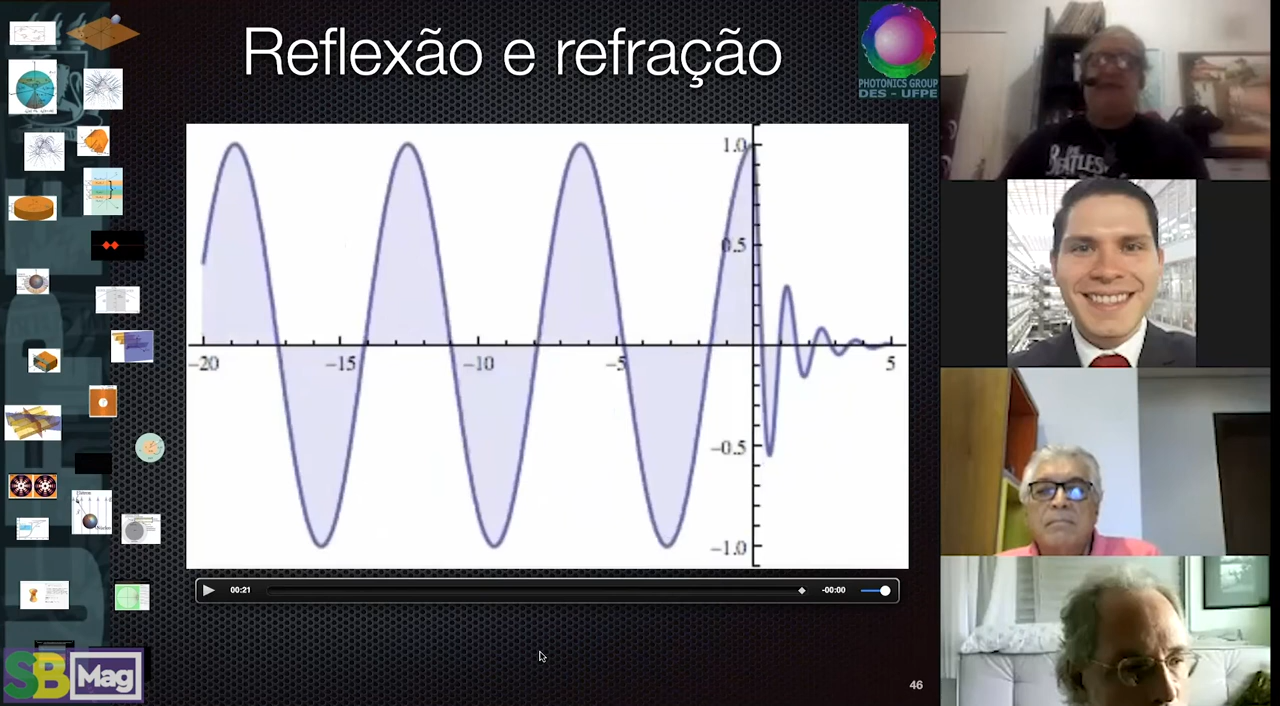 Reflexão e refração
PHOTONICS GROUP
DES - UFPE
1.0
0.5
-20
-15
-10
-5
5
-0.5
-1.0
00:21
-00:00
46
SB Mag
BEATLES